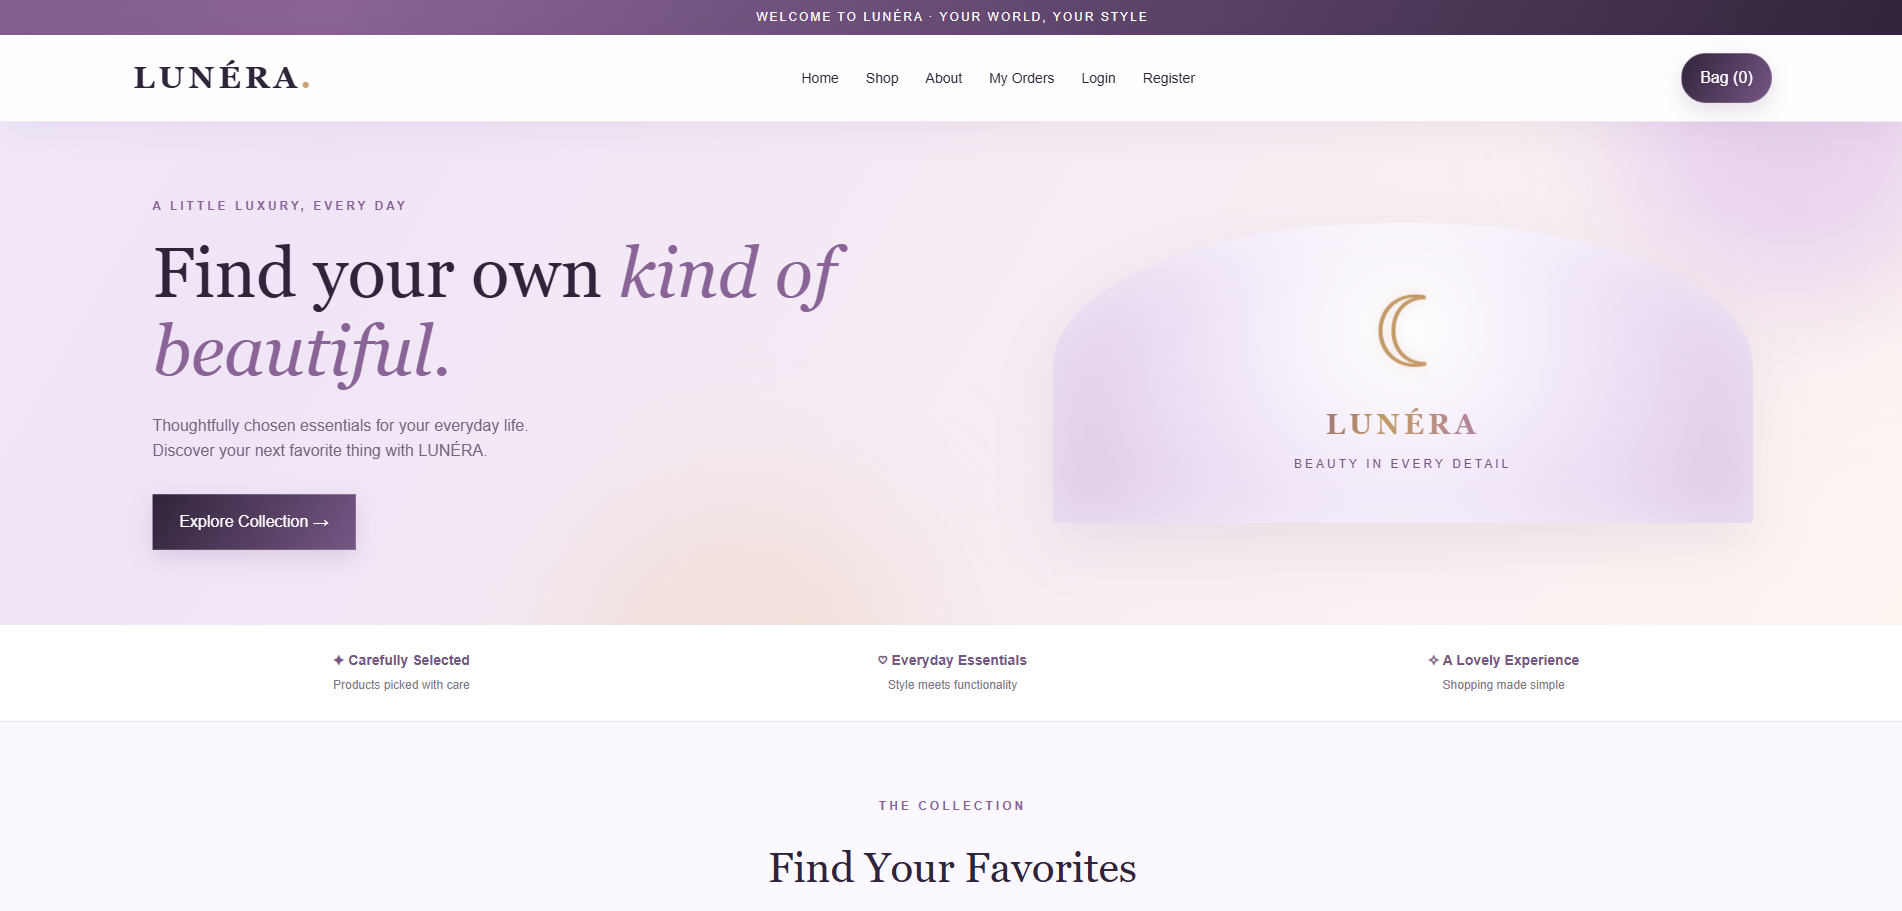 WELCOME TO LUNÉRA · YOUR WORLD, YOUR STYLE
LUNÉRA.
Home Shop About My Orders Login Register
Bag (0)
A LITTLE LUXURY, EVERY DAY
Find your own kind of
beautiful.
Thoughtfully chosen essentials for your everyday life.
Discover your next favorite thing with LUNÉRA.
Explore Collection →
LUNÉRA
BEAUTY IN EVERY DETAIL
✦ Carefully Selected
Products picked with care
♡ Everyday Essentials
Style meets functionality
✧ A Lovely Experience
Shopping made simple
THE COLLECTION
Find Your Favorites